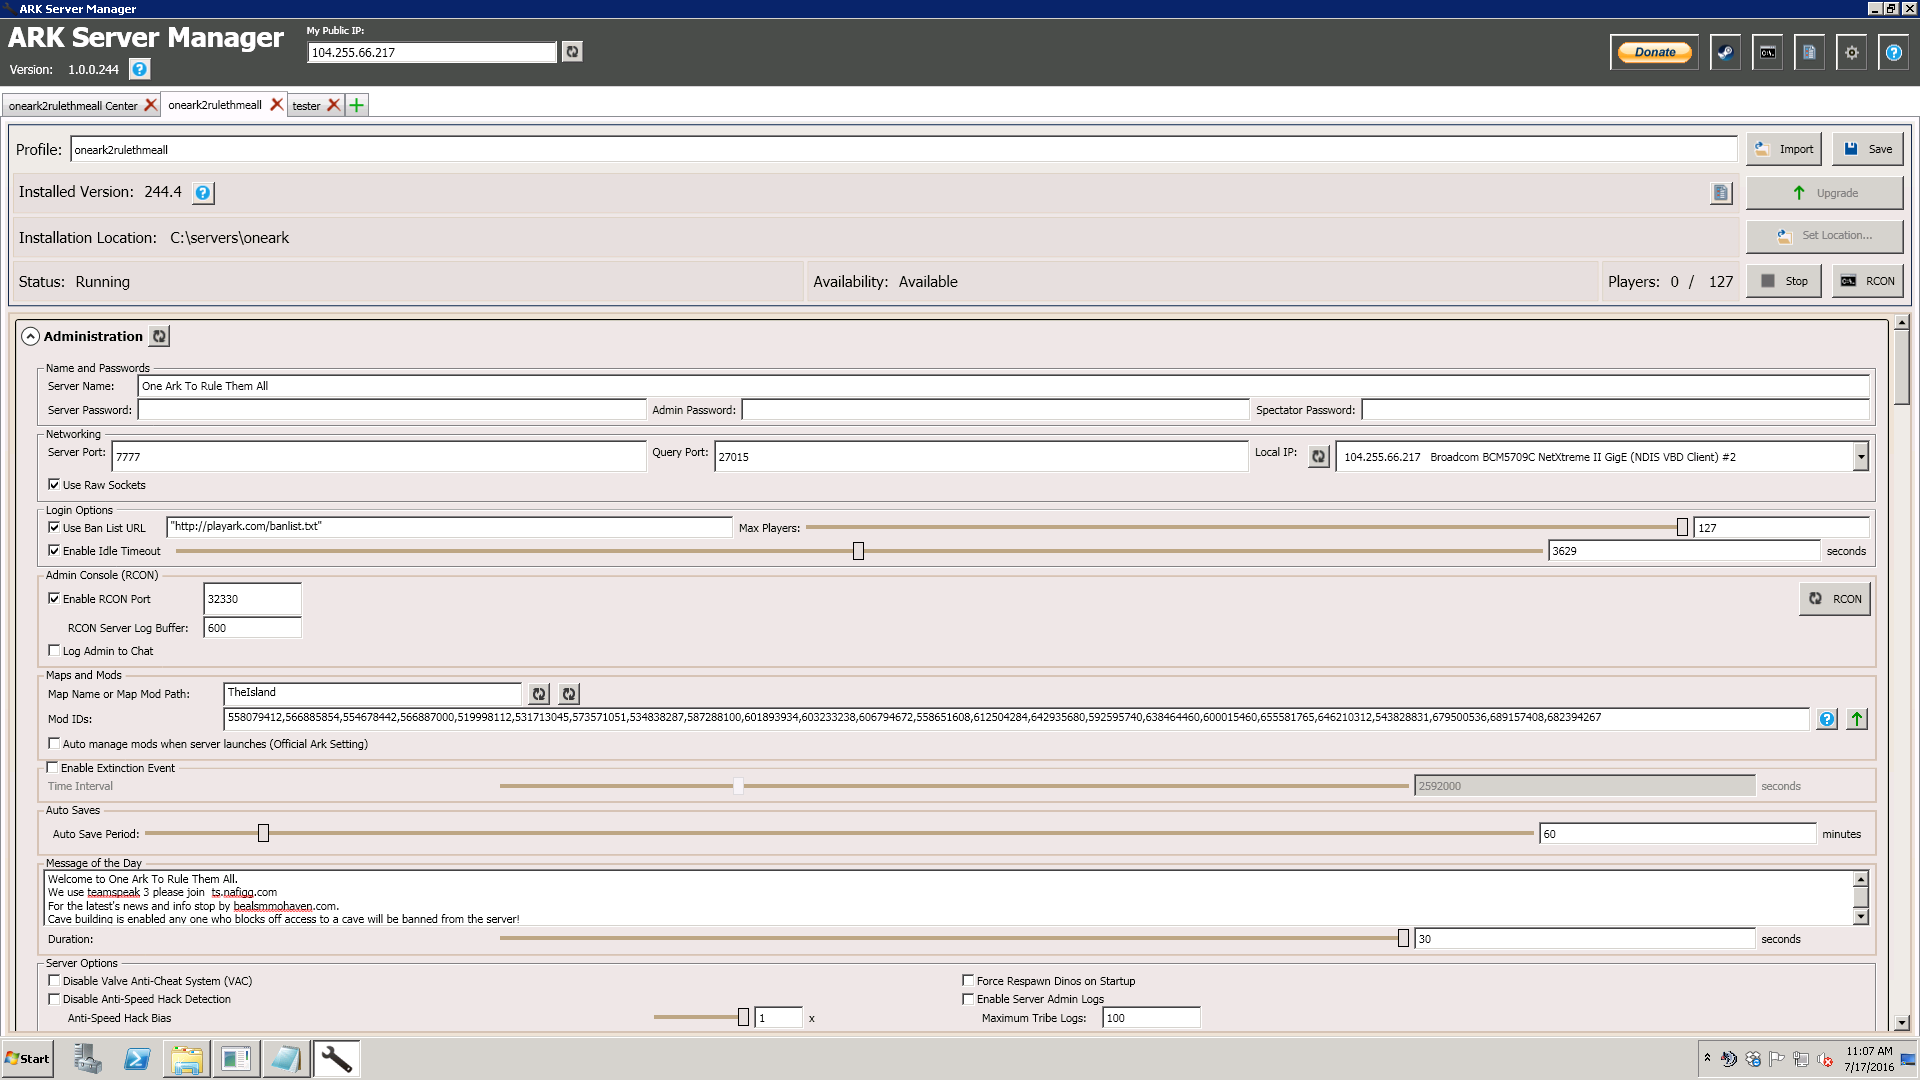 ARK Server Manager
ARK Server Manager
My Public IP:
104.255.66.217
Donate
Version: 1.0.0.244
oneark2rulethmeall Center
oneark2rulethmeall
tester
Profile: oneark2rulethmeall
Import
Save
Installed Version: 244.4
Upgrade
Installation Location: C:\servers\oneark
Set Location...
Status: Running
Availability: Available
Players: 0 / 127
Stop
RCON
Administration
Name and Passwords
Server Name: One Ark To Rule Them All
Server Password:
Admin Password:
Spectator Password:
Networking
Server Port: 7777
Query Port: 27015
Local IP: 104.255.66.217 Broadcom BCM5709C NetXtreme II GigE (NDIS VBD Client) #2
Use Raw Sockets
Login Options
Use Ban List URL "http://playark.com/banlist.txt"
Max Players: 127
Enable Idle Timeout 3629 seconds
Admin Console (RCON)
Enable RCON Port 32330
RCON
RCON Server Log Buffer: 600
Log Admin to Chat
Maps and Mods
Map Name or Map Mod Path: TheIsland
Mod IDs: 558079412,566885854,554678442,566887000,519998112,531713045,573571051,534838287,587288100,601893934,603233238,606794672,558651608,612504284,642935680,592595740,638464460,600015460,655581765,646210312,543828831,679500536,689157408,682394267
Auto manage mods when server launches (Official Ark Setting)
Enable Extinction Event
Time Interval 2592000 seconds
Auto Saves
Auto Save Period: 60 minutes
Message of the Day
Welcome to One Ark To Rule Them All.
We use teamspeak 3 please join ts.nafigg.com
For the latest's news and info stop by healsmmohaven.com.
Cave building is enabled any one who blocks off access to a cave will be banned from the server!
Duration: 30 seconds
Server Options
Disable Valve Anti-Cheat System (VAC)
Force Respawn Dinos on Startup
Disable Anti-Speed Hack Detection
Enable Server Admin Logs
Anti-Speed Hack Bias 1 x
Maximum Tribe Logs: 100
Start
11:07 AM
7/17/2016